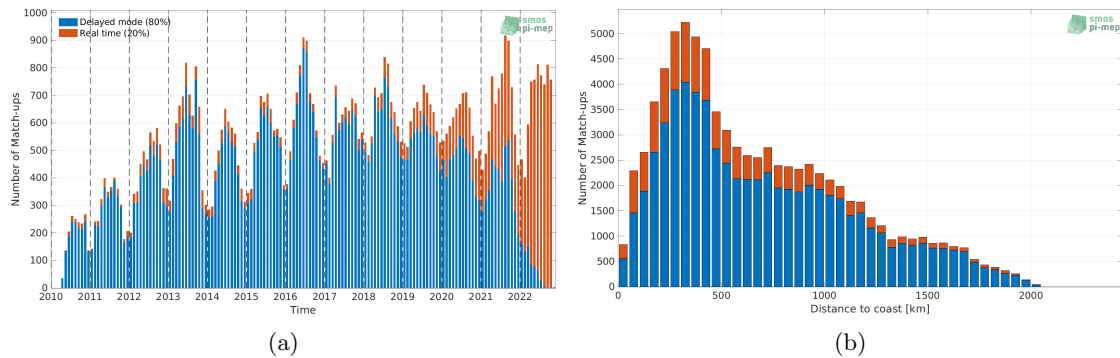 1000
900
800
700
600
500
400
300
200
100
0
Number of Match-ups
Delayed mode (80%)
Real time (20%)
smos
pi-mep
2010 2011 2012 2013 2014 2015 2016 2017 2018 2019 2020 2021 2022
Time
(a)
5000
4500
4000
3500
3000
2500
2000
1500
1000
500
0
Number of Match-ups
smos
pi-mep
0 500 1000 1500 2000
Distance to coast [km]
(b)